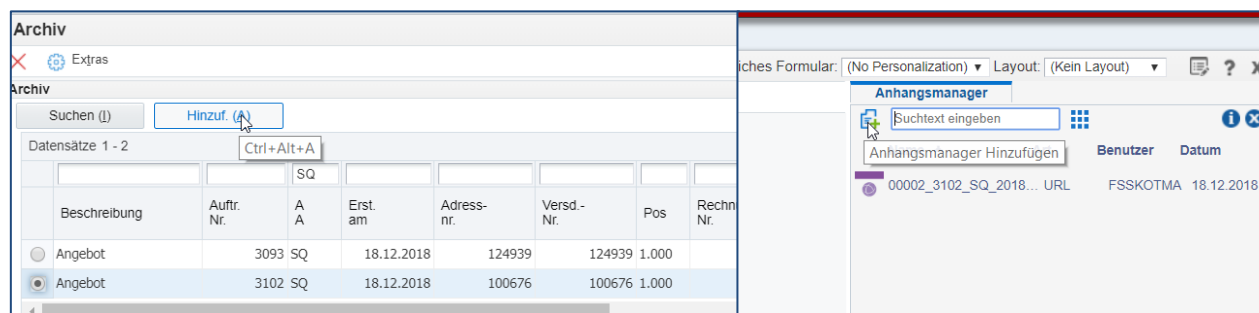 Archiv
Extras
Archiv
Suchen (I)
Hinzuf. (A)
Ctrl+Alt+A
Datensätze 1 - 2
SQ
Beschreibung Auftr. Nr. A A Erst. am Adress- nr. Versd.- Nr. Pos Rechn Nr.
Angebot 3093 SQ 18.12.2018 124939 124939 1.000
Angebot 3102 SQ 18.12.2018 100676 100676 1.000
iches Formular: (No Personalization) Layout: (Kein Layout)
Anhangsmanager
Suchtext eingeben
Anhangsmanager Hinzufügen Benutzer Datum
00002_3102_SQ_2018... URL FSSKOTMA 18.12.2018